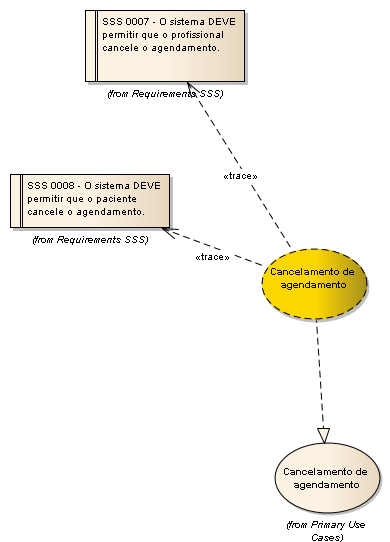 SSS 0007 - O sistema DEVE
permitir que o profissional
cancele o agendamento.
(from Requirements SSS)
«trace»
SSS 0008 - O sistema DEVE
permitir que o paciente
cancele o agendamento.
(from Requirements SSS)
«trace»
Cancelamento de
agendamento
Cancelamento de
agendamento
(from Primary Use
Cases)